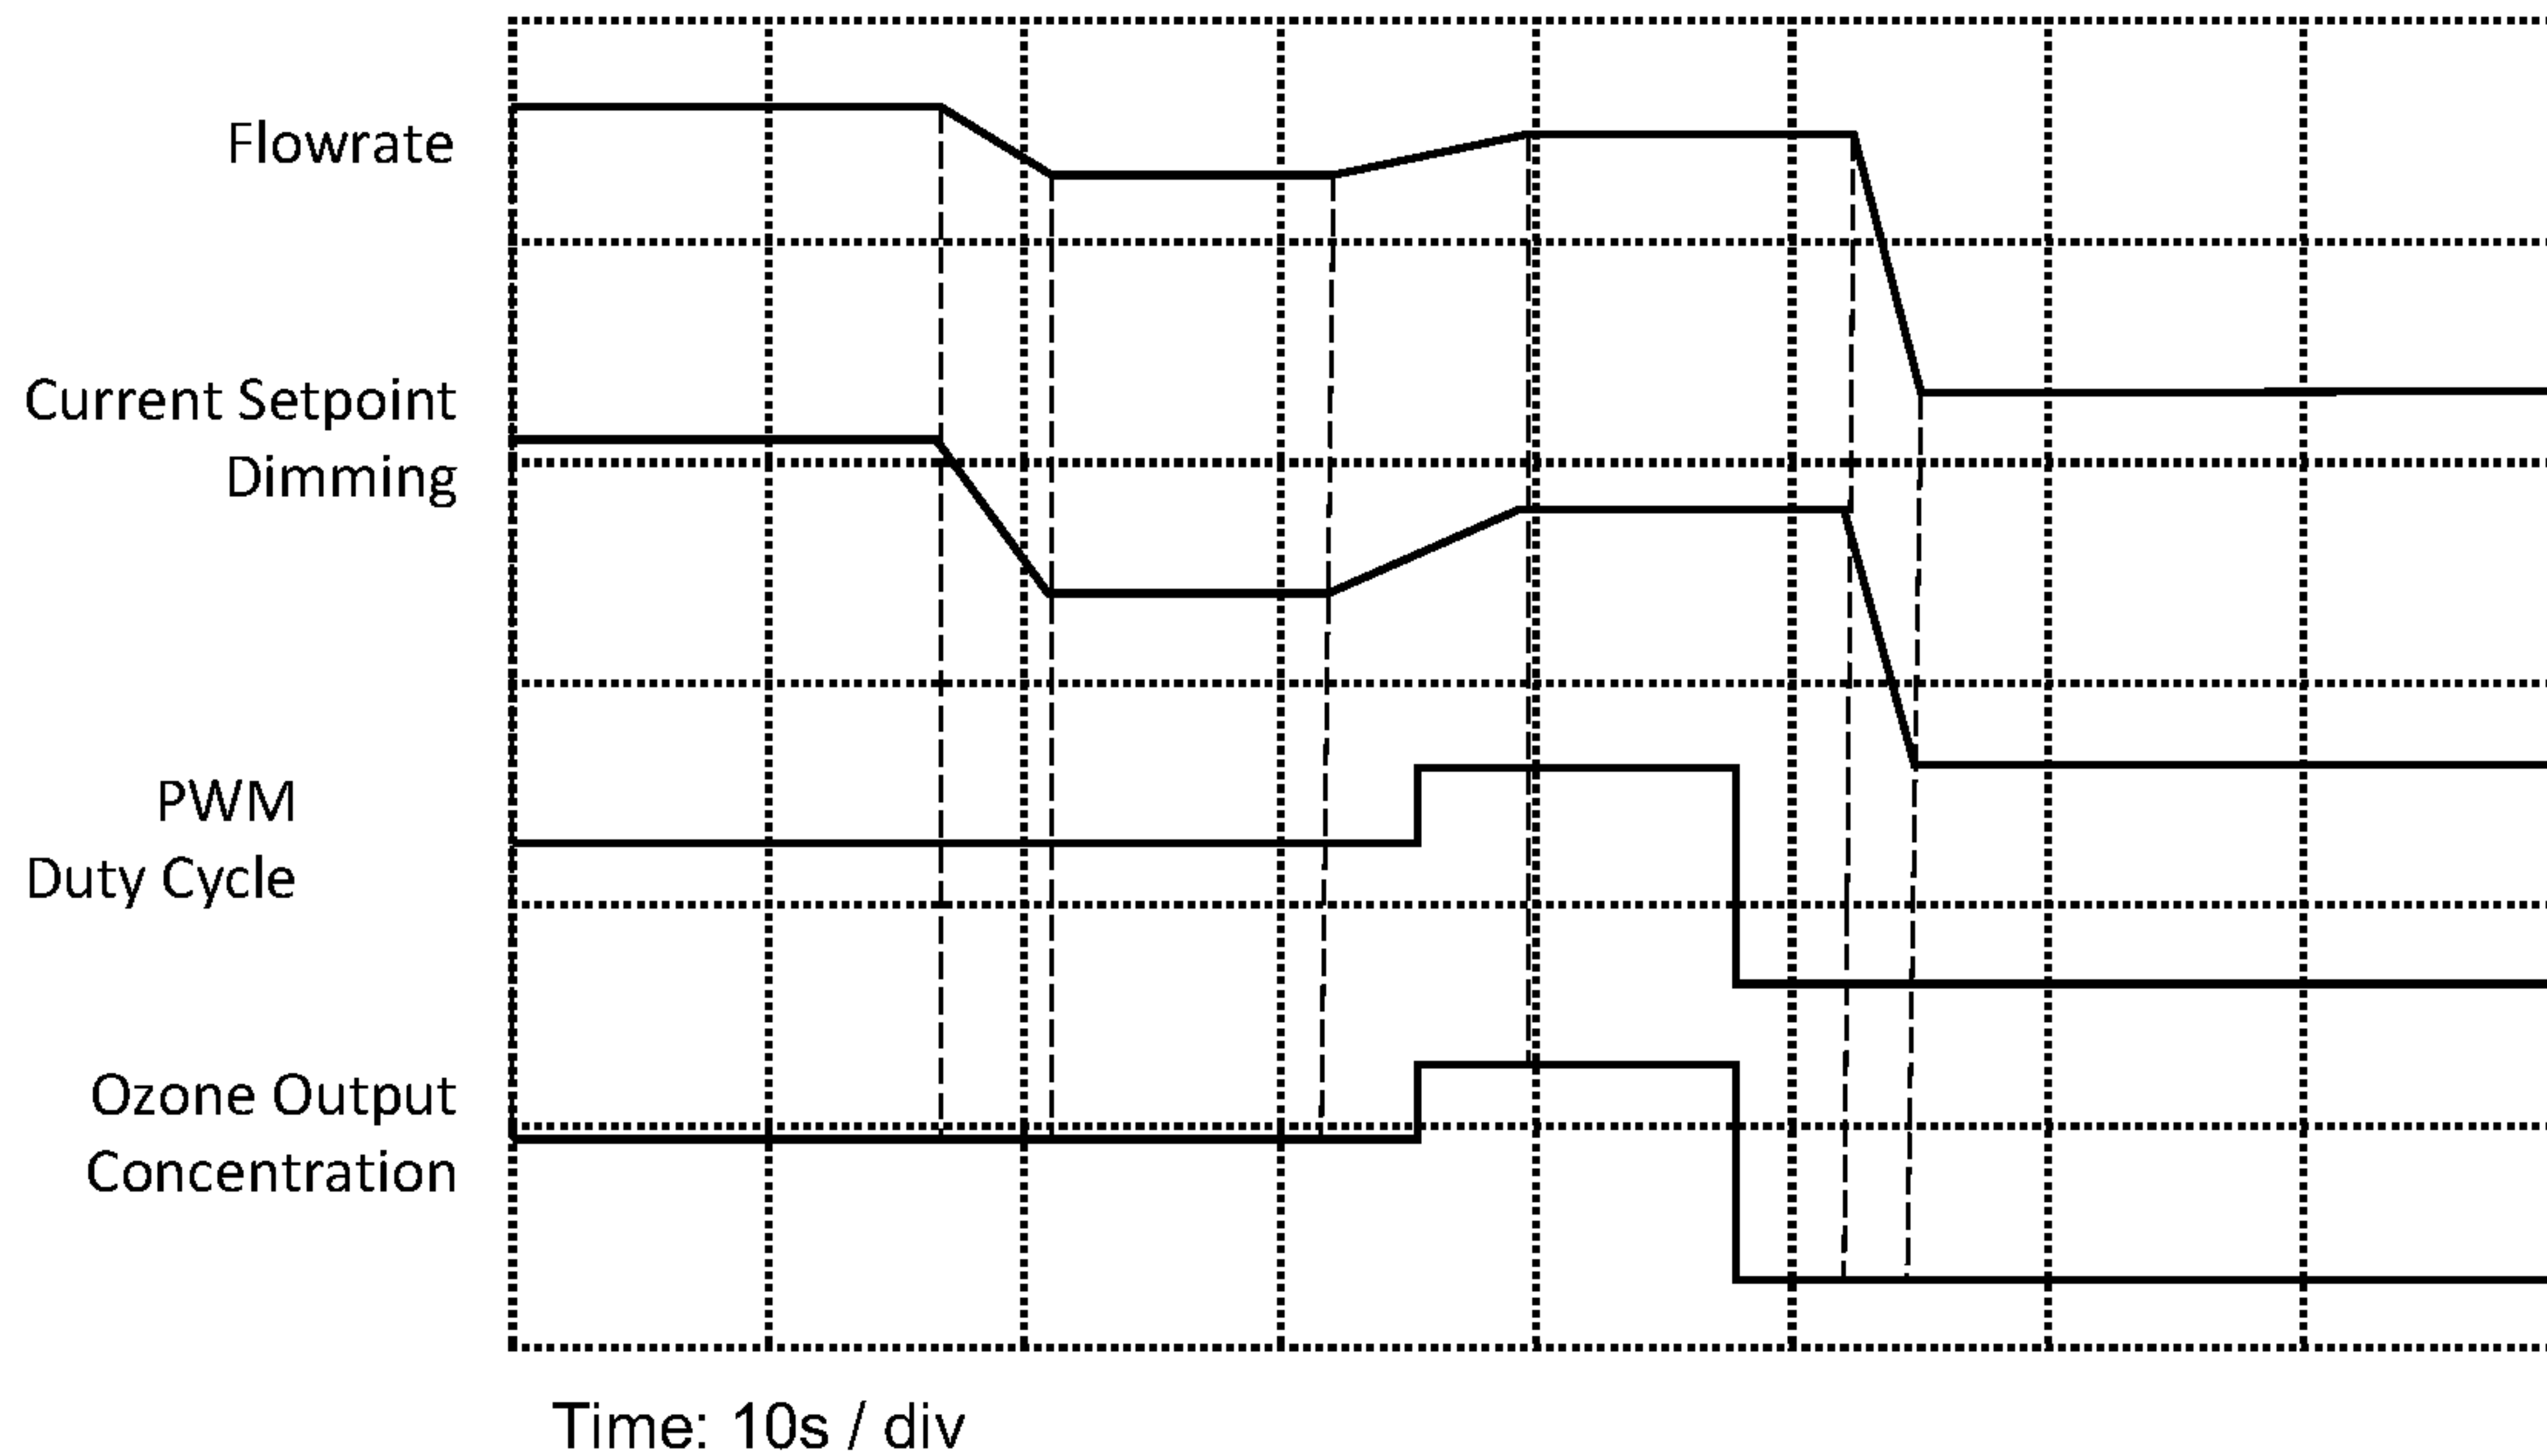 Flowrate
Current Setpoint
Dimming
PWM
Duty Cycle
Ozone Output
Concentration
Time: 10s / div